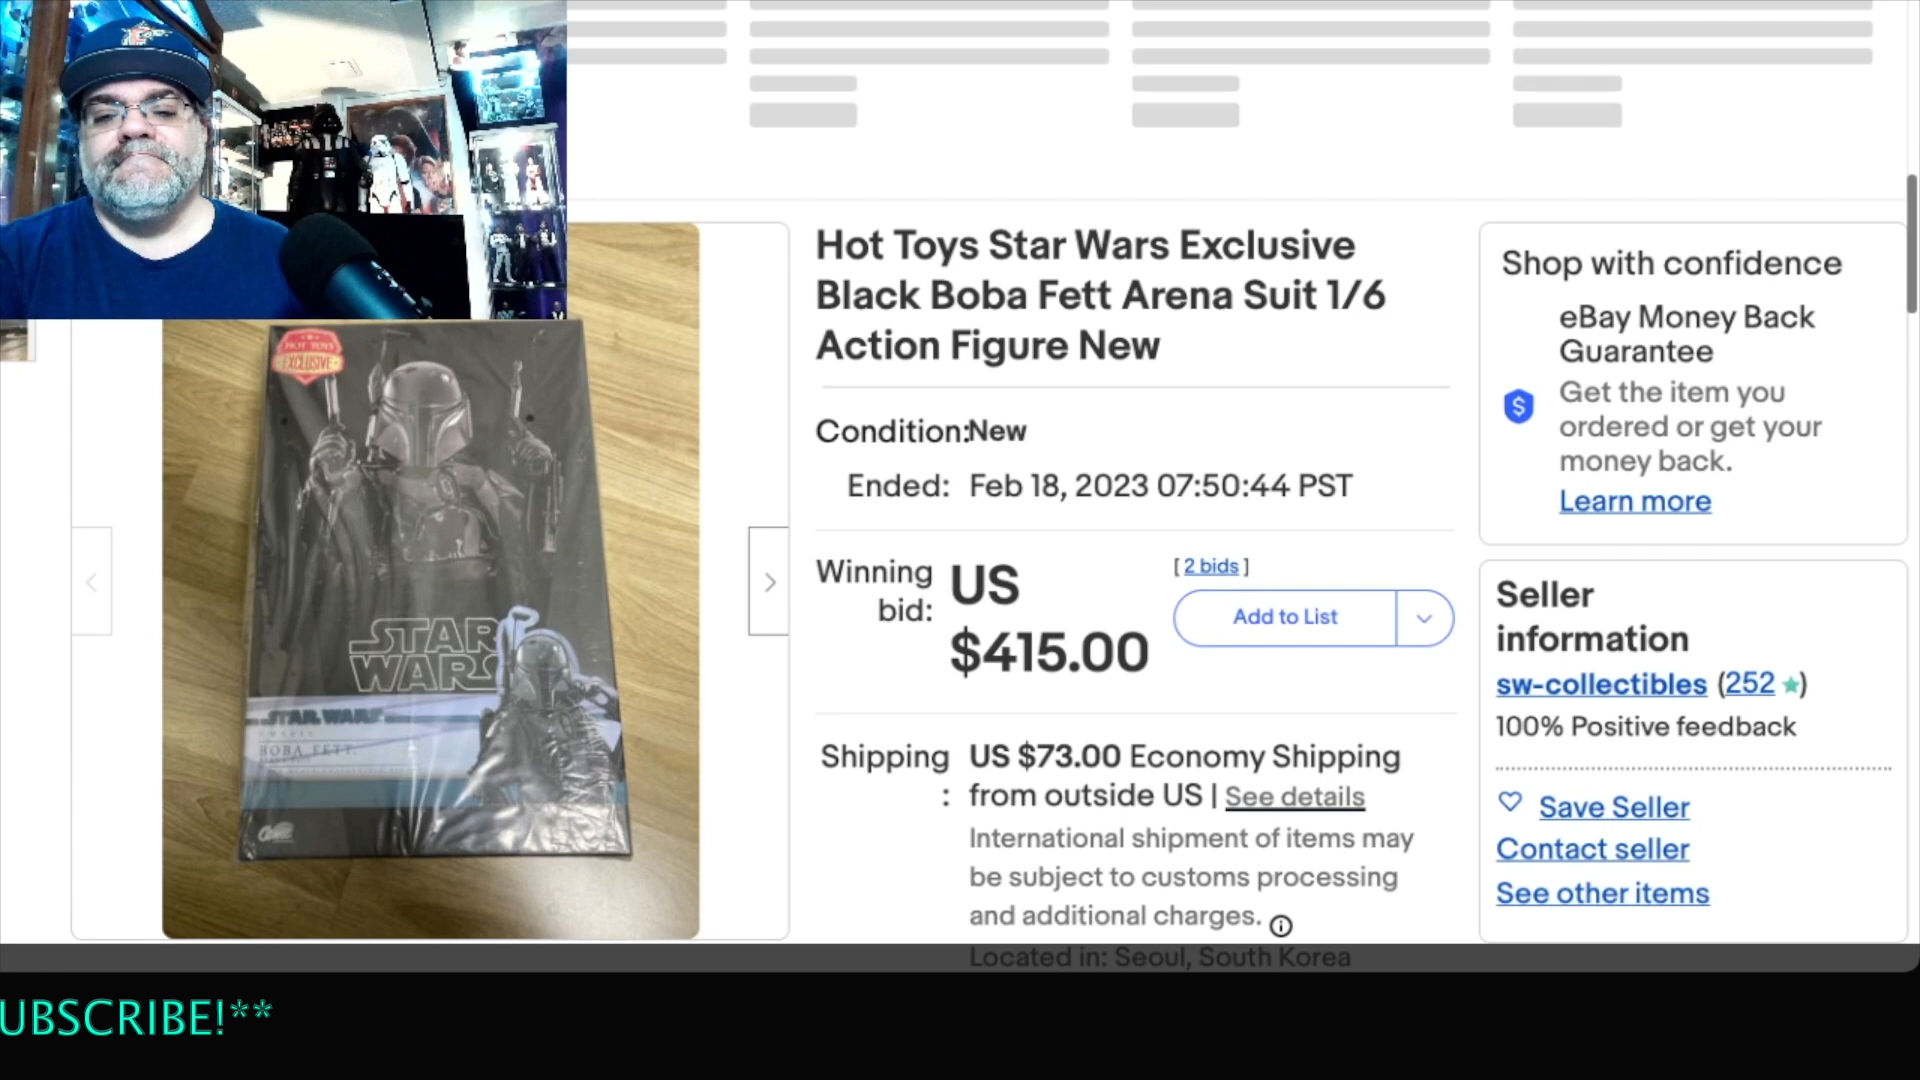 Hot Toys Star Wars Exclusive
Black Boba Fett Arena Suit 1/6
Action Figure New
Condition:New
Ended: Feb 18, 2023 07:50:44 PST
Winning bid:
US $415.00
[ 2 bids ]
Add to List
Shipping :
US $73.00 Economy Shipping
from outside US | See details
International shipment of items may
be subject to customs processing
and additional charges.
Located in: Seoul, South Korea
Shop with confidence
eBay Money Back
Guarantee
Get the item you
ordered or get your
money back.
Learn more
Seller
information
sw-collectibles (252 ★)
100% Positive feedback
Save Seller
Contact seller
See other items
HOT TOYS
EXCLUSIVE
STAR
WARS
STAR WARS
BOBA FETT
UBSCRIBE!**